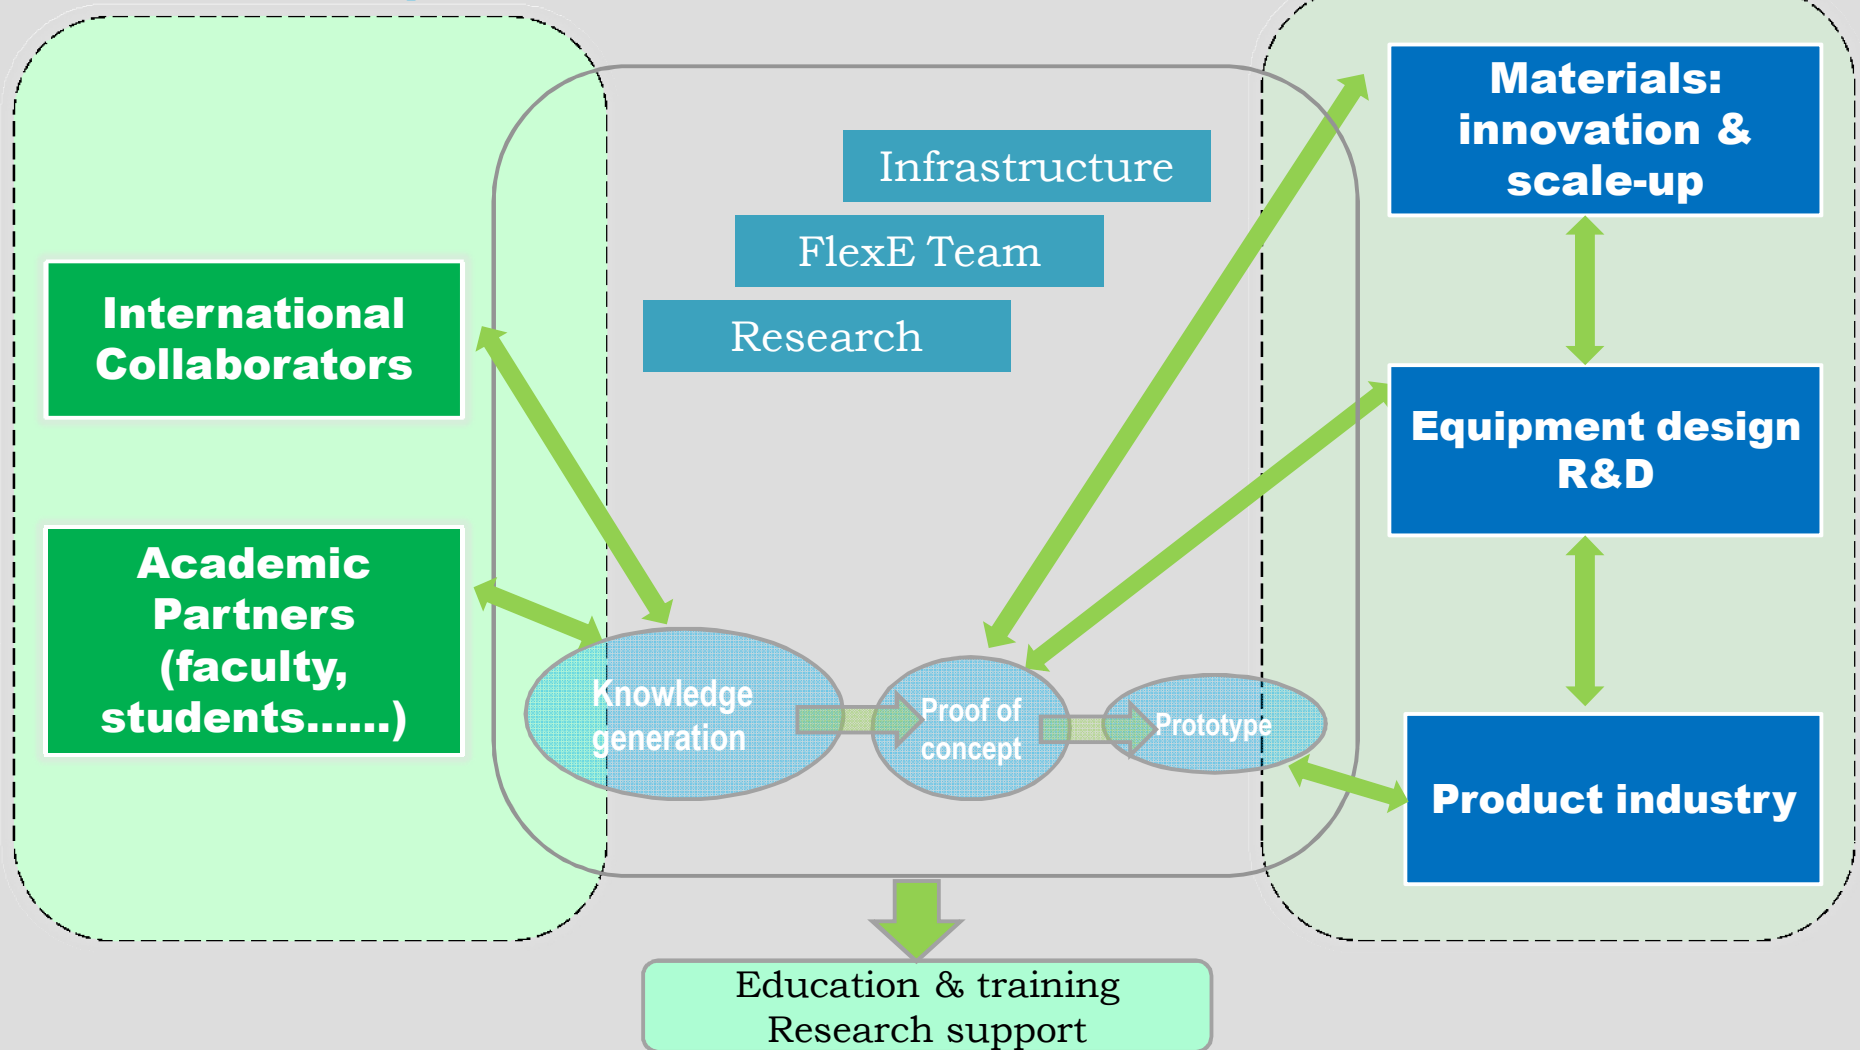 Infrastructure
FlexE Team
Research
International
Collaborators
Academic
Partners
(faculty,
students......)
Knowledge
generation
Proof of
concept
Prototype
Materials:
innovation &
scale-up
Equipment design
R&D
Product industry
Education & training
Research support